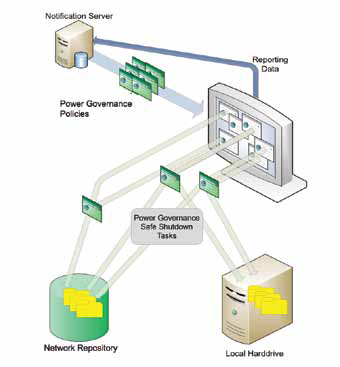 Notification Server
Reporting
Data
Power Governance
Policies
Power Governance
Safe Shutdown
Tasks
Network Repository
Local Harddrive